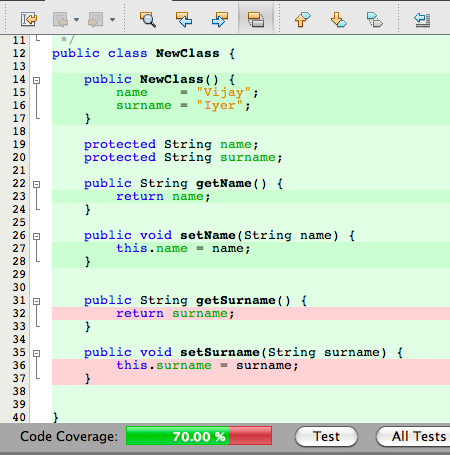 11 */
12 public class NewClass {
13
14 public NewClass() {
15 name = "Vijay";
16 surname = "Iyer";
17 }
18
19 protected String name;
20 protected String surname;
21
22 public String getName() {
23 return name;
24 }
25
26 public void setName(String name) {
27 this.name = name;
28 }
29
30
31 public String getSurname() {
32 return surname;
33 }
34
35 public void setSurname(String surname) {
36 this.surname = surname;
37 }
38
39
40 }
Code Coverage: 70.00 % Test All Tests